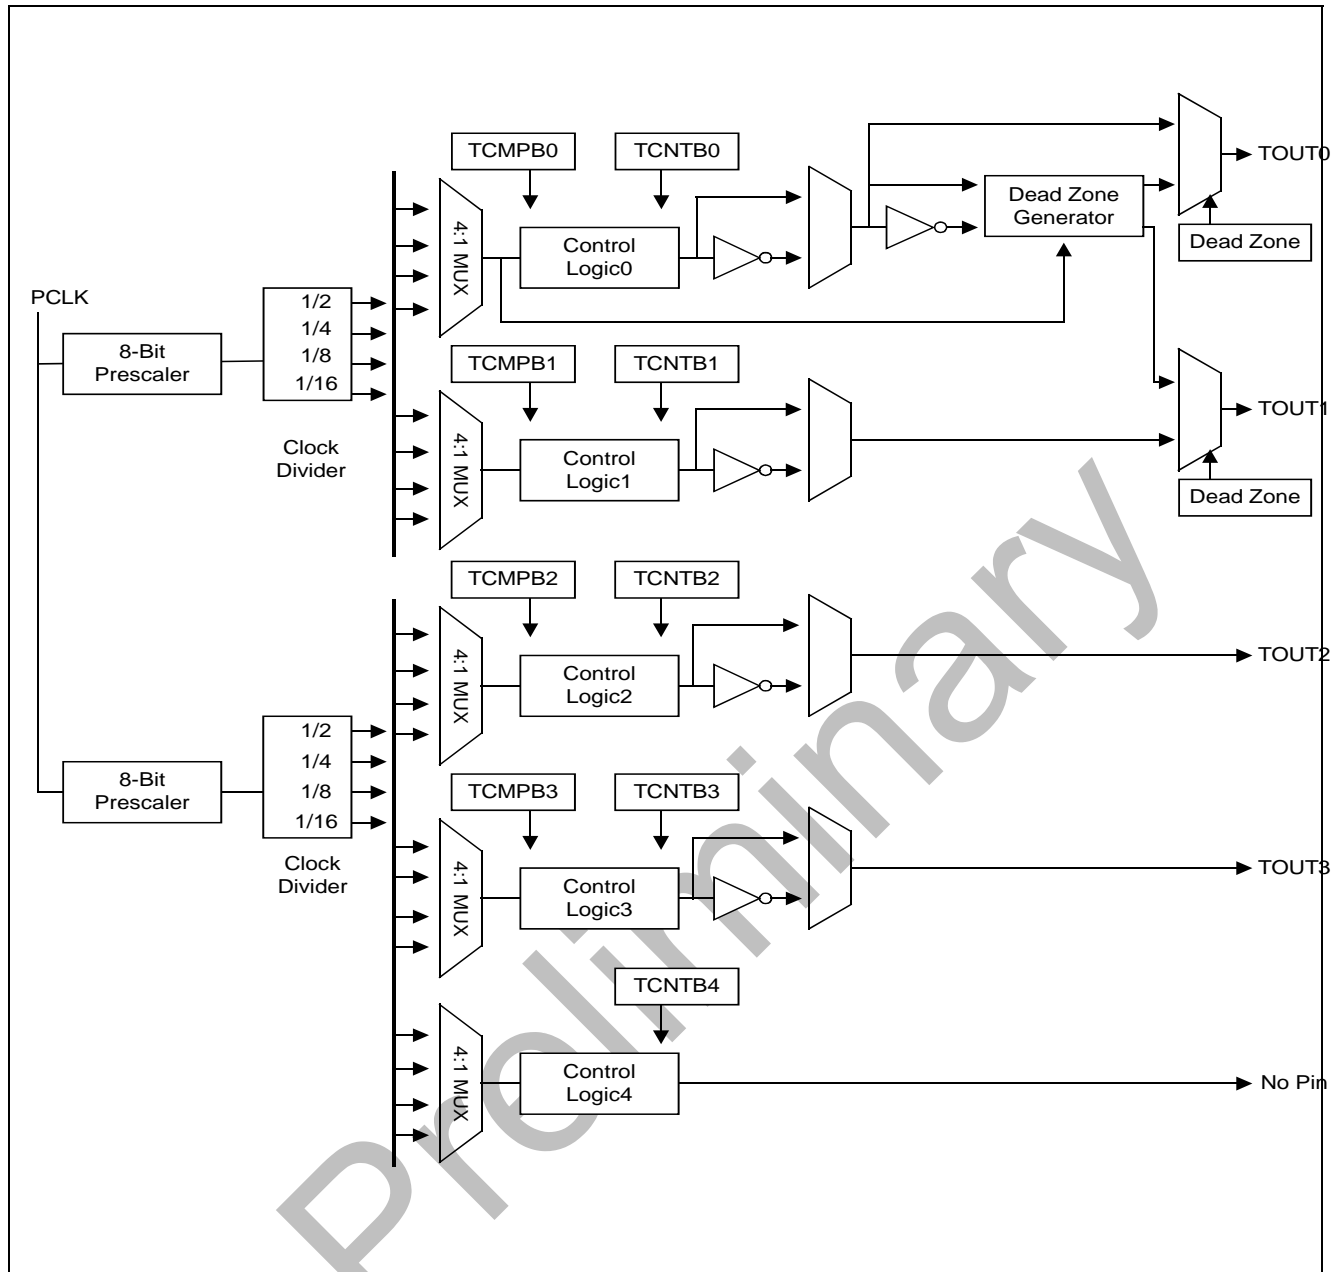 TCMPB0
TCNTB0
TOUT0
4:1 MUX
Control
Logic0
Dead Zone
Generator
Dead Zone
PCLK
8-Bit
Prescaler
1/2
1/4
1/8
1/16
Clock
Divider
TCMPB1
TCNTB1
4:1 MUX
Control
Logic1
TOUT1
Dead Zone
TCMPB2
TCNTB2
4:1 MUX
Control
Logic2
TOUT2
8-Bit
Prescaler
1/2
1/4
1/8
1/16
Clock
Divider
TCMPB3
TCNTB3
4:1 MUX
Control
Logic3
TOUT3
TCNTB4
4:1 MUX
Control
Logic4
No Pin
Preliminary